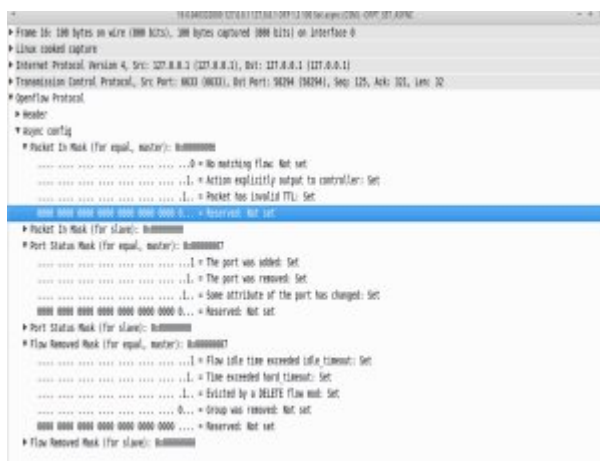 Frame 16: 100 bytes on wire (800 bits), 100 bytes captured (800 bits) on interface 0
Linux cooked capture
Internet Protocol Version 4, Src: 127.0.0.1 (127.0.0.1), Dst: 127.0.0.1 (127.0.0.1)
Transmission Control Protocol, Src Port: 6633 (6633), Dst Port: 50294 (50294), Seq: 125, Ack: 321, Len: 32
Openflow Protocol
Header
Async config
Packet In Mask (for equal, master):
.... .... .... .... .... .... .... ...0 = No matching flow: Not set
.... .... .... .... .... .... .... ..1. = Action explicitly output to controller: Set
.... .... .... .... .... .... .... .1.. = Packet has invalid TTL: Set
0000 0000 0000 0000 0000 0000 0000 0... = Reserved: Not set
Packet In Mask (for slave):
Port Status Mask (for equal, master): 0x00000007
.... .... .... .... .... .... .... ...1 = The port was added: Set
.... .... .... .... .... .... .... ..1. = The port was removed: Set
.... .... .... .... .... .... .... .1.. = Some attribute of the port has changed: Set
0000 0000 0000 0000 0000 0000 0000 0... = Reserved: Not set
Port Status Mask (for slave):
Flow Removed Mask (for equal, master): 0x00000007
.... .... .... .... .... .... .... ...1 = Flow idle time exceeded idle_timeout: Set
.... .... .... .... .... .... .... ..1. = Time exceeded hard_timeout: Set
.... .... .... .... .... .... .... .1.. = Evicted by a DELETE flow mod: Set
.... .... .... .... .... .... .... 0... = Group was removed: Not set
0000 0000 0000 0000 0000 0000 0000 .... = Reserved: Not set
Flow Removed Mask (for slave):